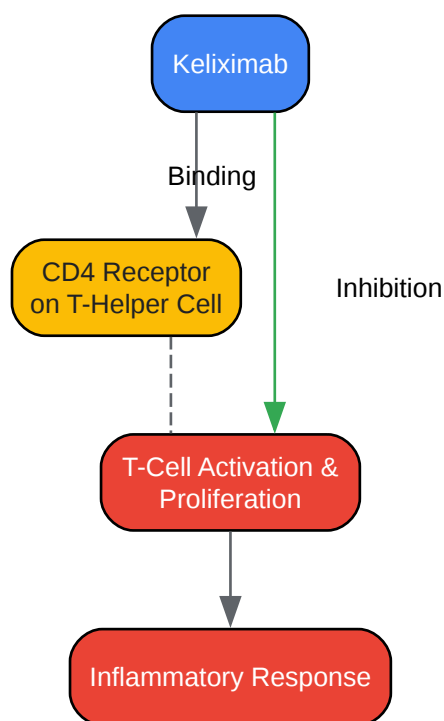 Keliximab
Binding
CD4 Receptor
on T-Helper Cell
Inhibition
T-Cell Activation &
Proliferation
Inflammatory Response